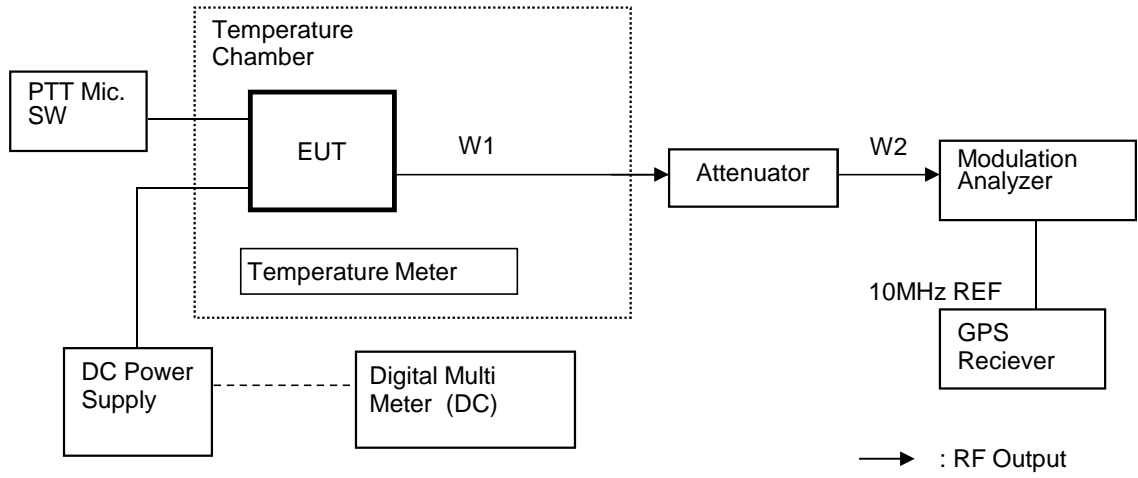 Temperature
Chamber
PTT Mic.
SW
EUT
W1
Attenuator
W2
Modulation
Analyzer
Temperature Meter
10MHz REF
GPS
Reciever
DC Power
Supply
Digital Multi
Meter (DC)
: RF Output